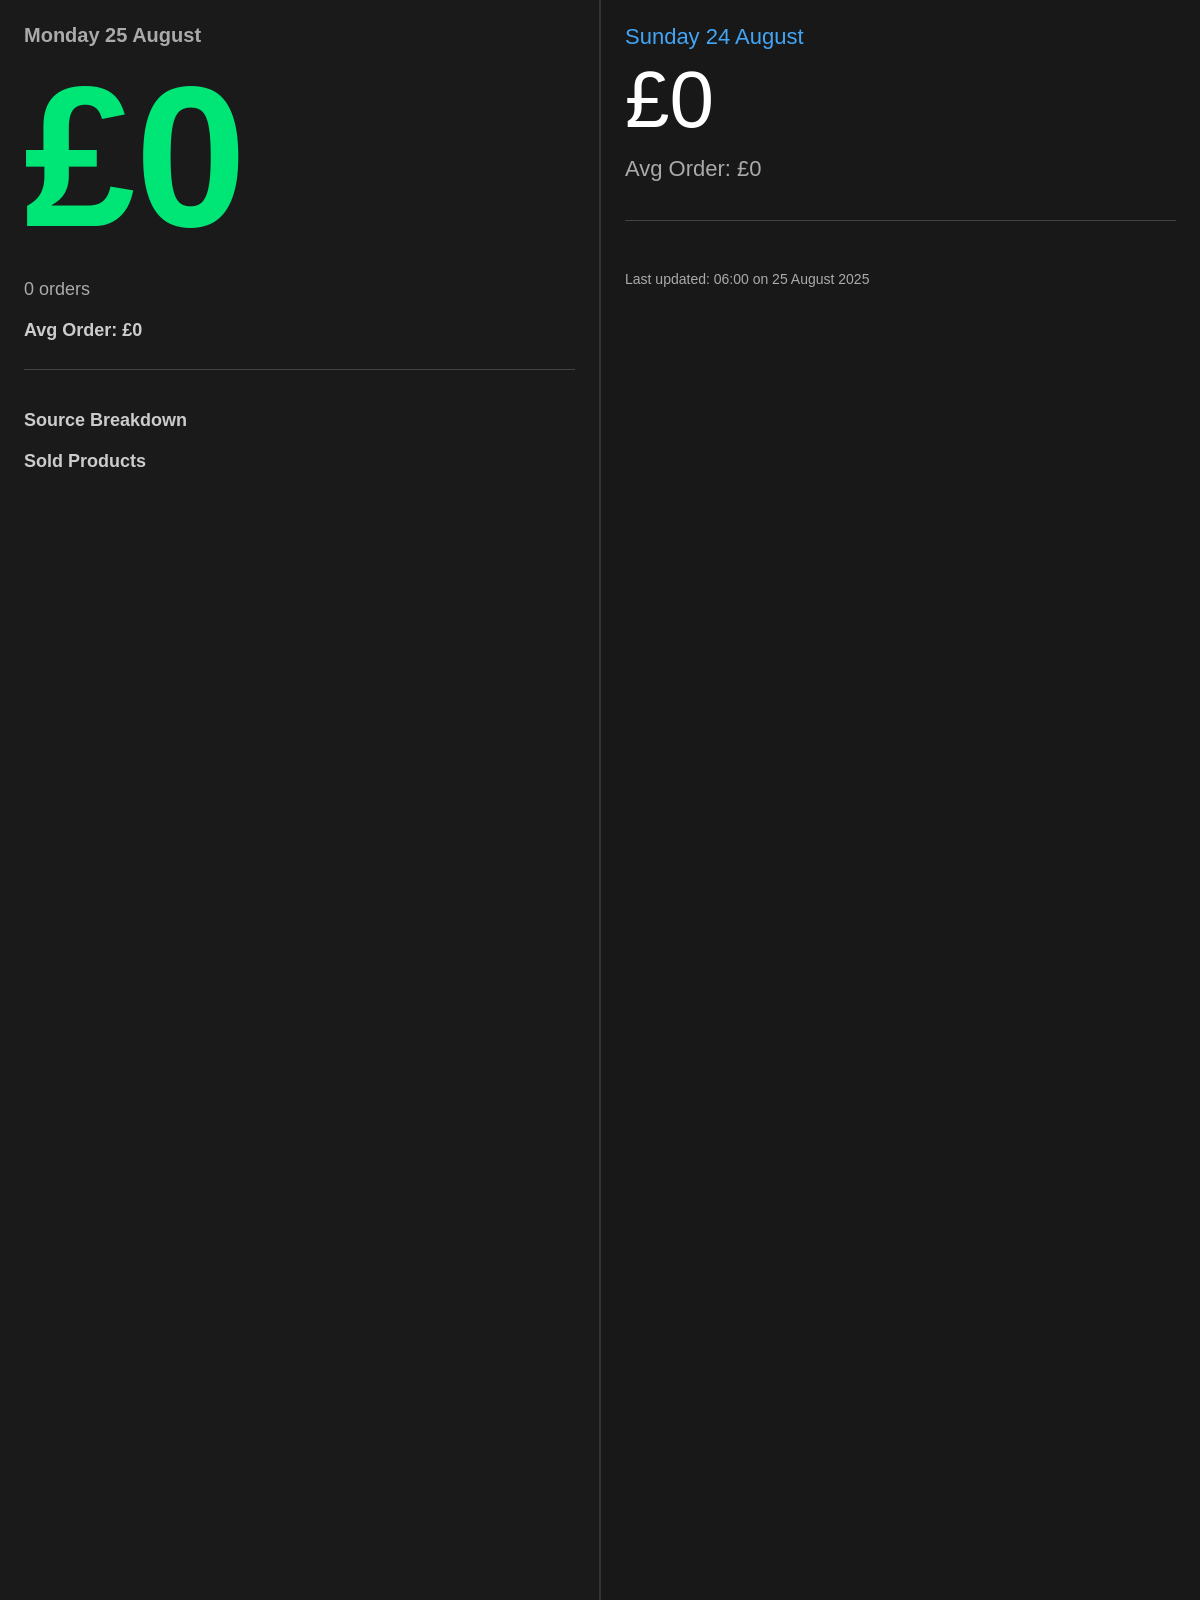 Monday 25 August
£0
0 orders
Avg Order: £0
Source Breakdown
Sold Products
Sunday 24 August
£0
Avg Order: £0
Last updated: 06:00 on 25 August 2025